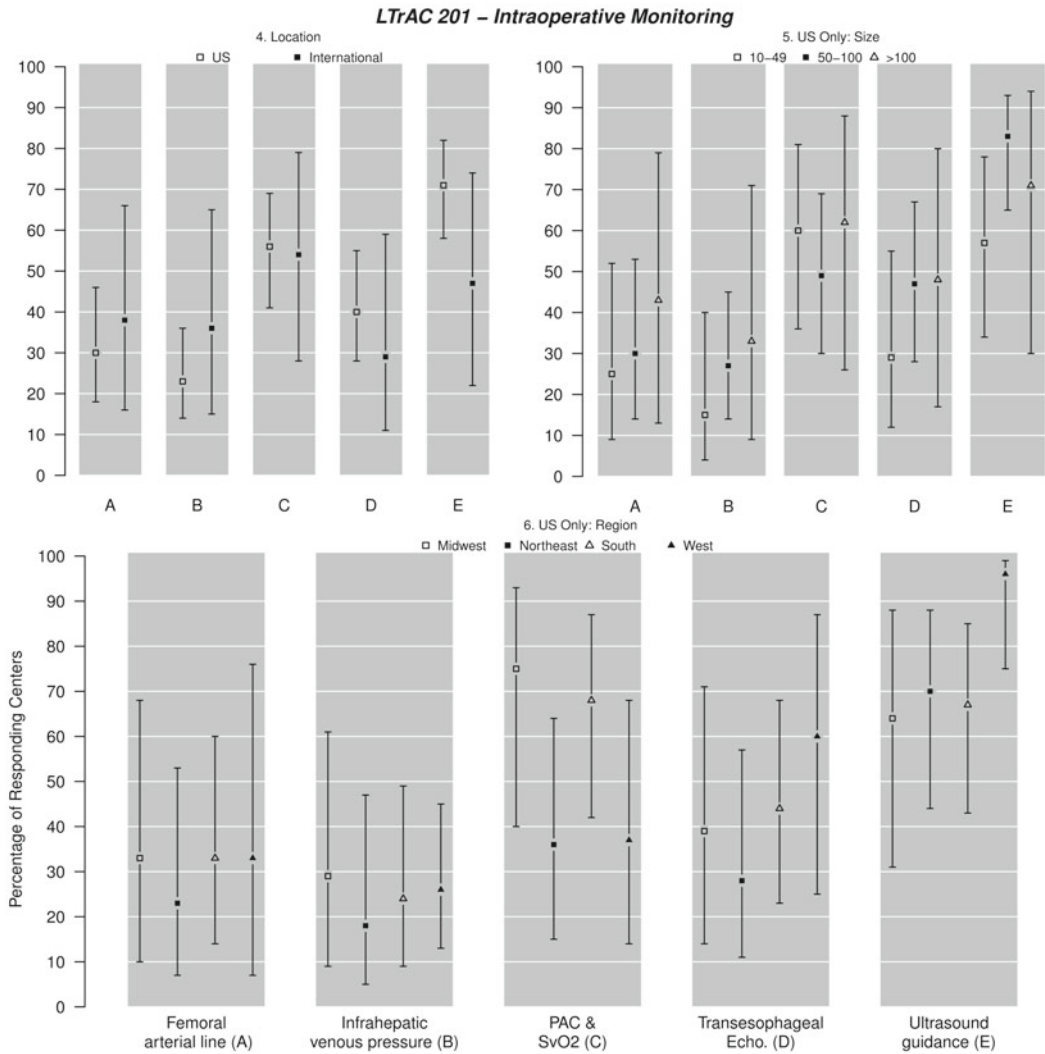 LTrAC 201 – Intraoperative Monitoring
4. Location
US International
100
90
80
70
60
50
40
30
20
10
0
A B C D E
5. US Only: Size
10−49 50−100 >100
100
90
80
70
60
50
40
30
20
10
0
A B C D E
6. US Only: Region
Midwest Northeast South West
Percentage of Responding Centers
100
90
80
70
60
50
40
30
20
10
0
Femoral
arterial line (A)
Infrahepatic
venous pressure (B)
PAC &
SvO2 (C)
Transesophageal
Echo. (D)
Ultrasound
guidance (E)